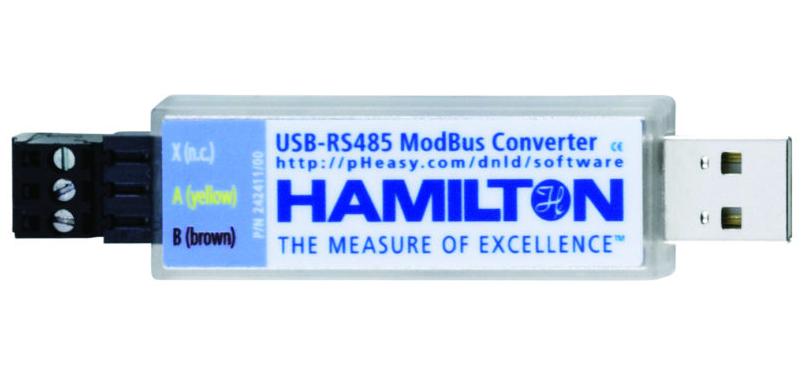 X (n.c.)
A (yellow)
B (brown)
P/N 242411/00
USB-RS485 ModBus Converter CE
http://pHeasy.com/dnld/software
HAMILTON
THE MEASURE OF EXCELLENCE™